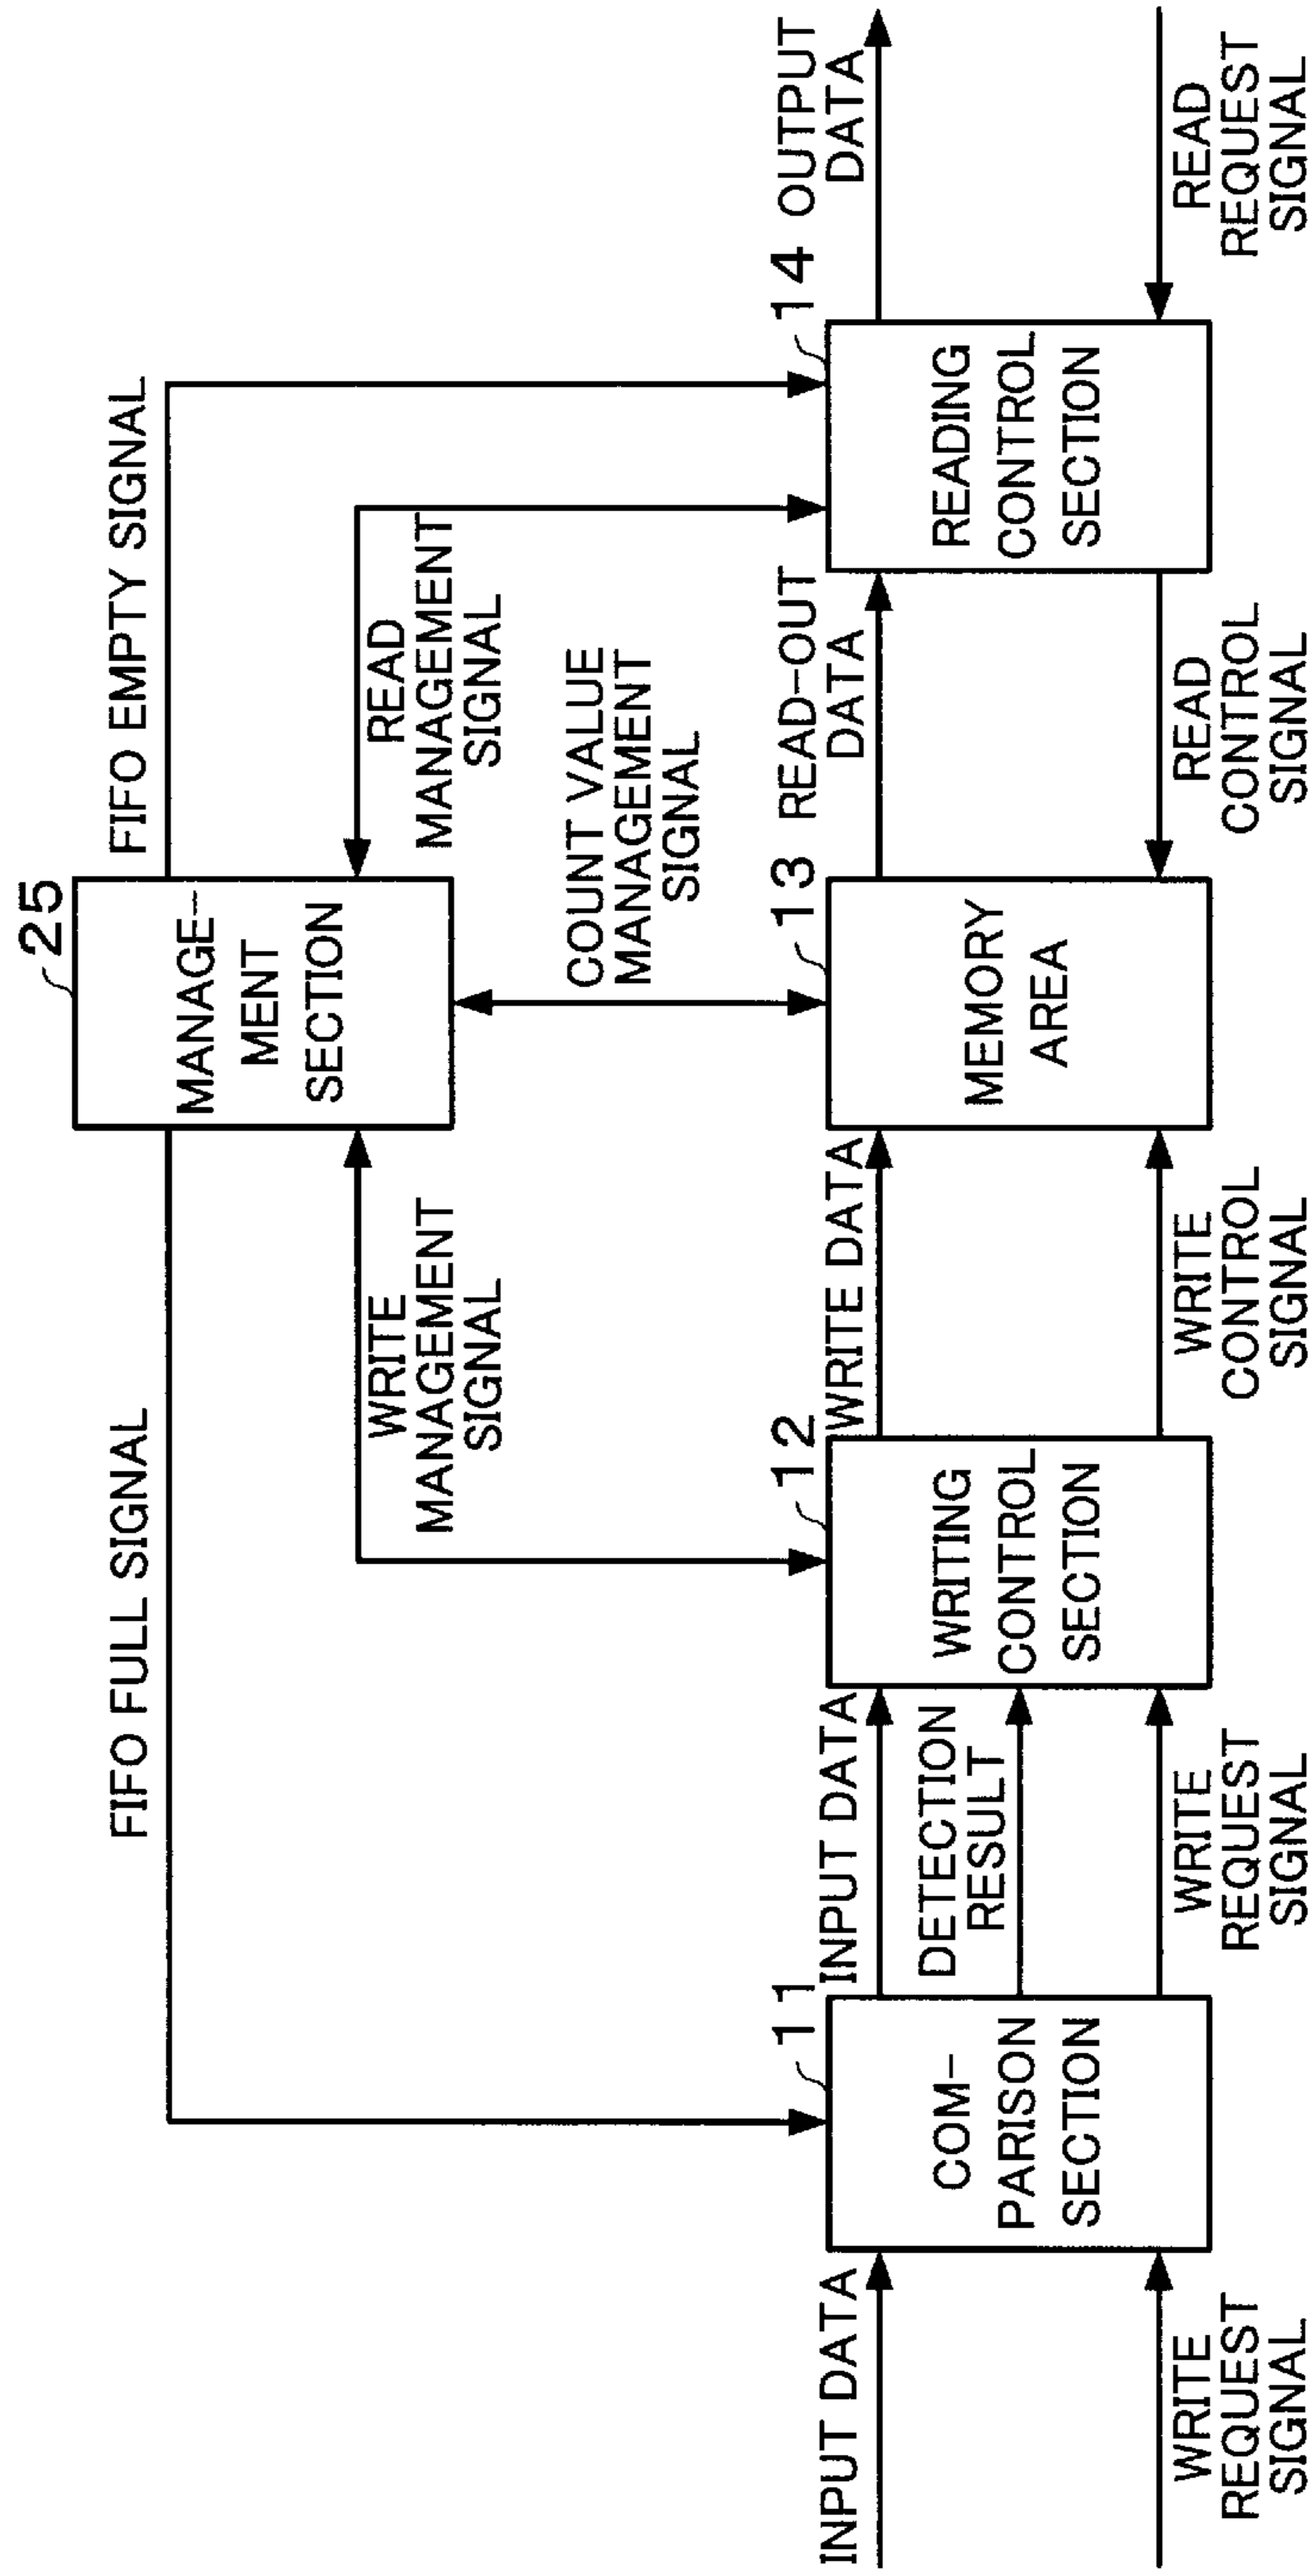 25
MANAGE-
MENT
SECTION
FIFO FULL SIGNAL
FIFO EMPTY SIGNAL
WRITE
MANAGEMENT
SIGNAL
READ
MANAGEMENT
SIGNAL
COUNT VALUE
MANAGEMENT
SIGNAL
INPUT DATA
WRITE
REQUEST
SIGNAL
11
COM-
PARISON
SECTION
INPUT DATA
DETECTION
RESULT
WRITE
REQUEST
SIGNAL
12
WRITING
CONTROL
SECTION
WRITE DATA
WRITE
CONTROL
SIGNAL
13
MEMORY
AREA
READ-OUT
DATA
READ
CONTROL
SIGNAL
14
READING
CONTROL
SECTION
OUTPUT
DATA
READ
REQUEST
SIGNAL